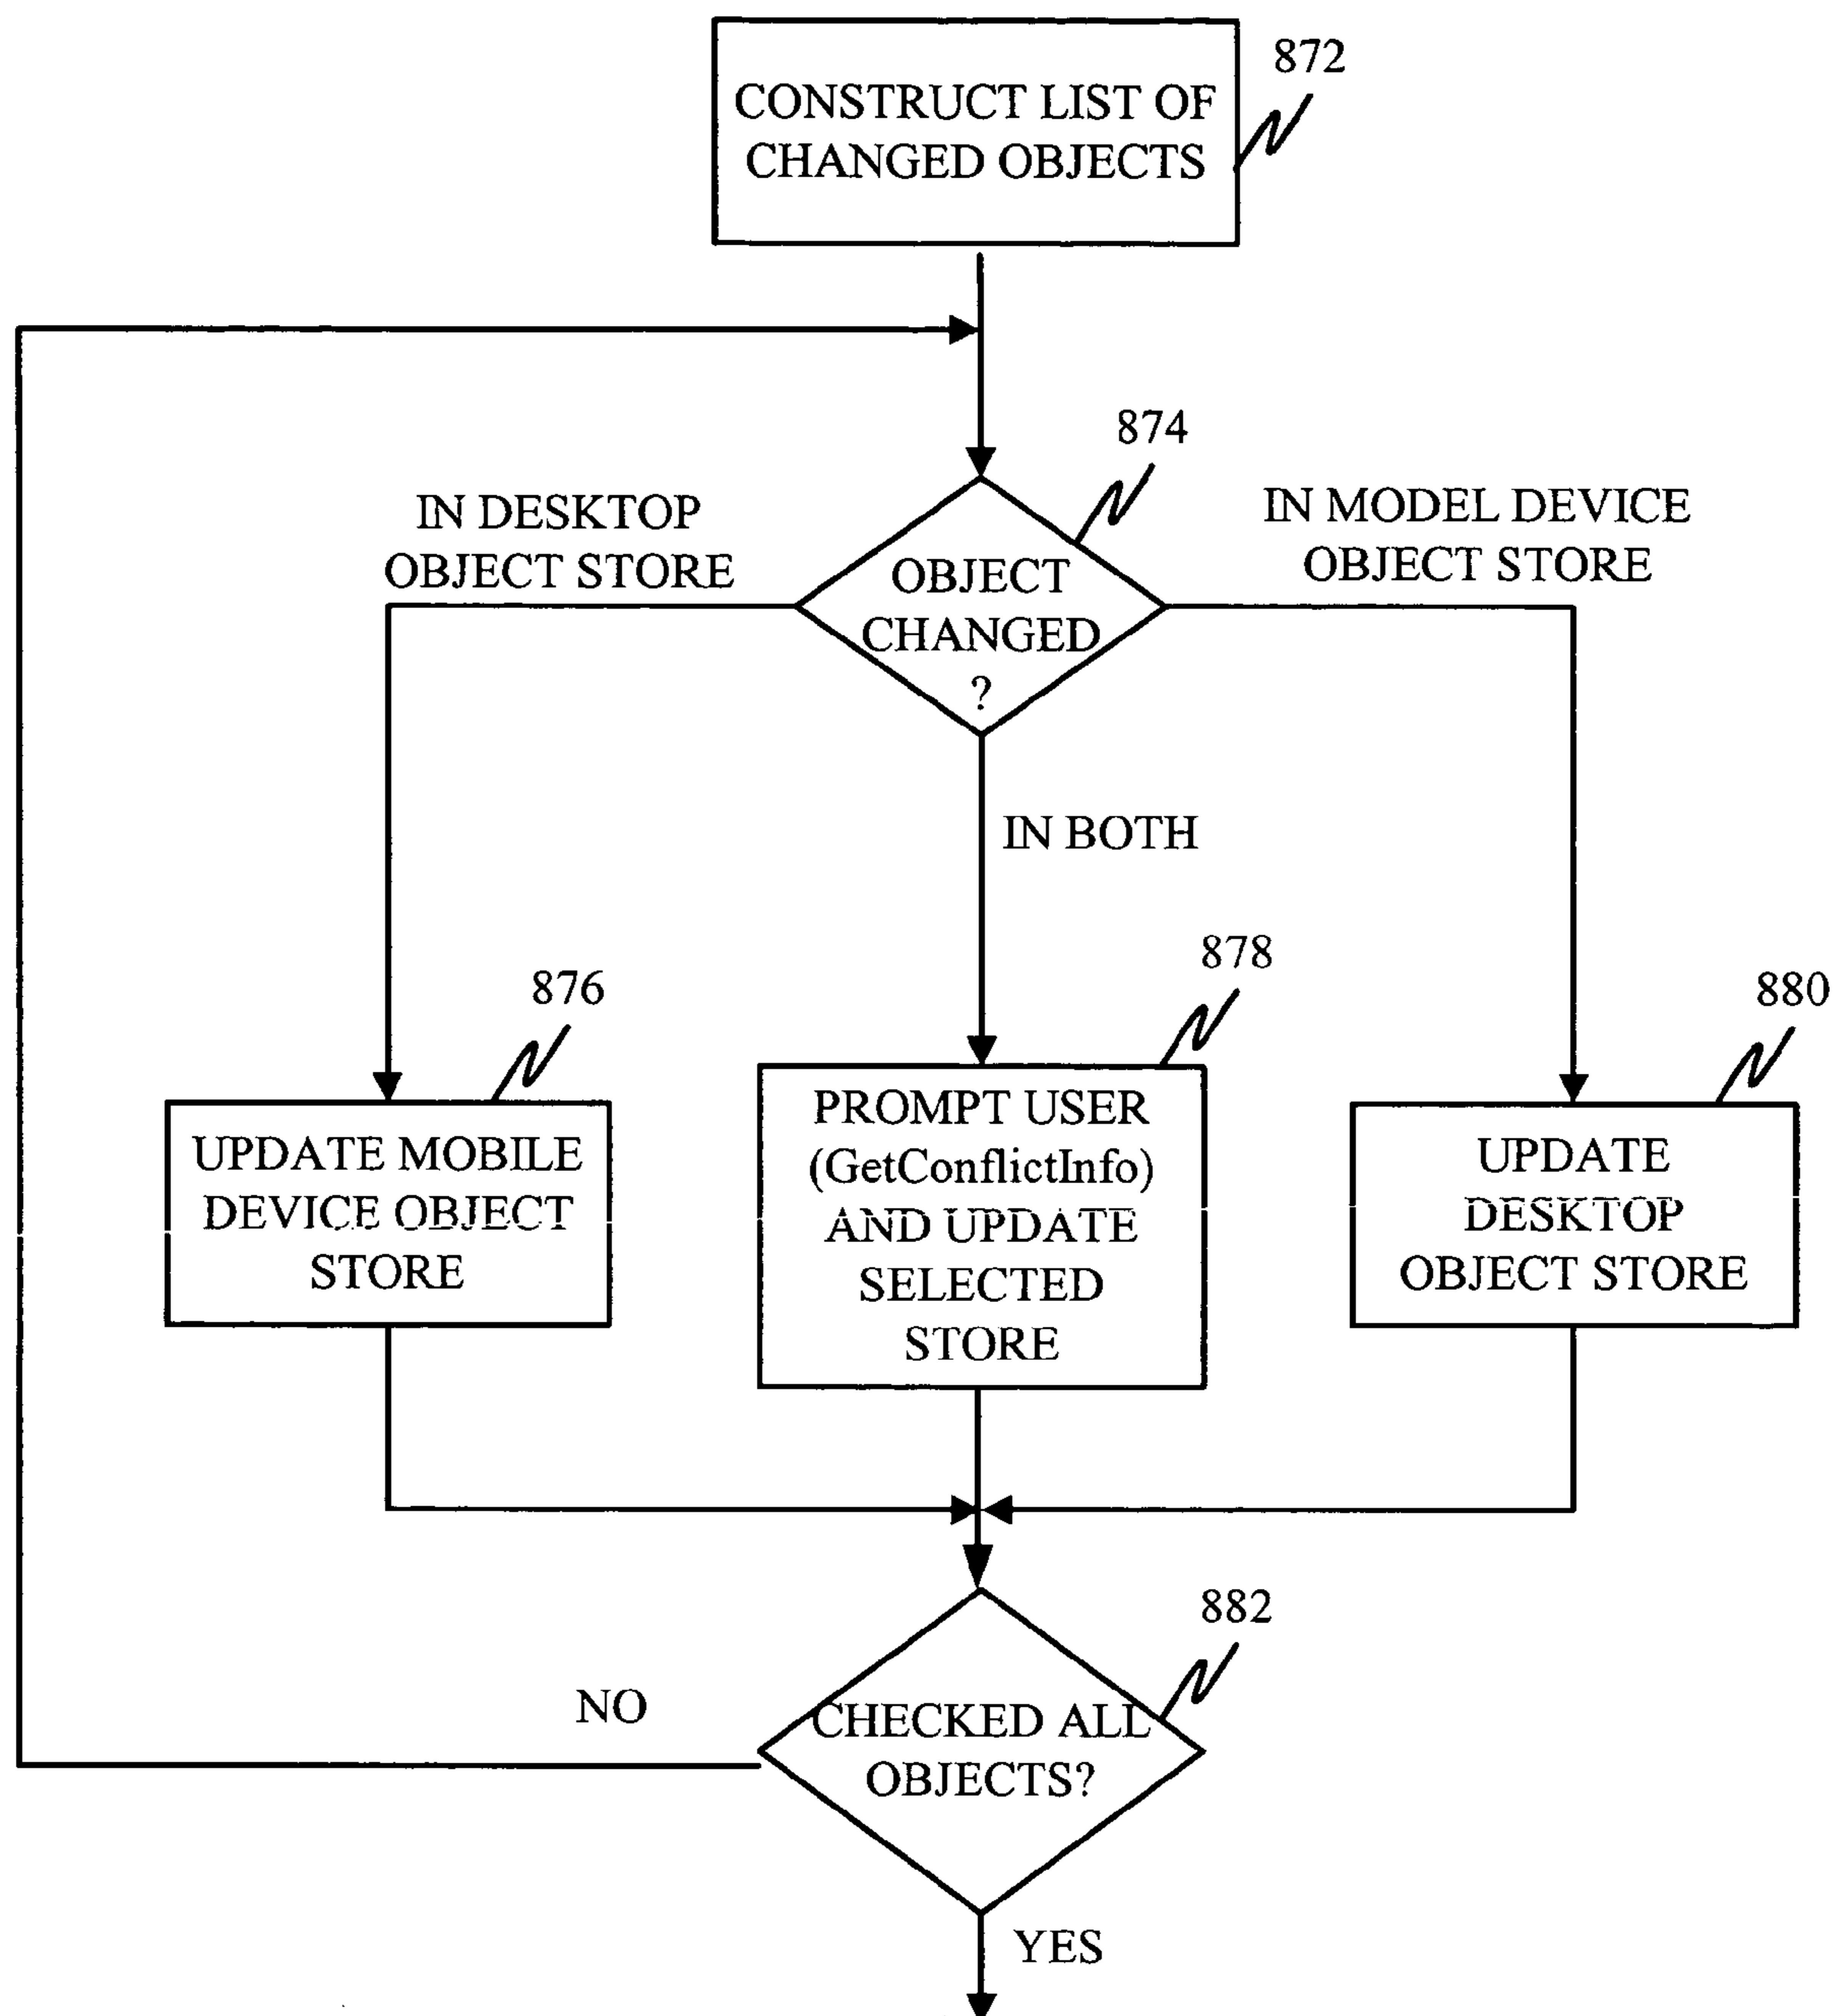 872
CONSTRUCT LIST OF
CHANGED OBJECTS
874
IN DESKTOP
OBJECT STORE
IN MODEL DEVICE
OBJECT STORE
OBJECT
CHANGED
?
IN BOTH
876
878
880
UPDATE MOBILE
DEVICE OBJECT
STORE
PROMPT USER
(GetConflictInfo)
AND UPDATE
SELECTED
STORE
UPDATE
DESKTOP
OBJECT STORE
882
NO
CHECKED ALL
OBJECTS?
YES